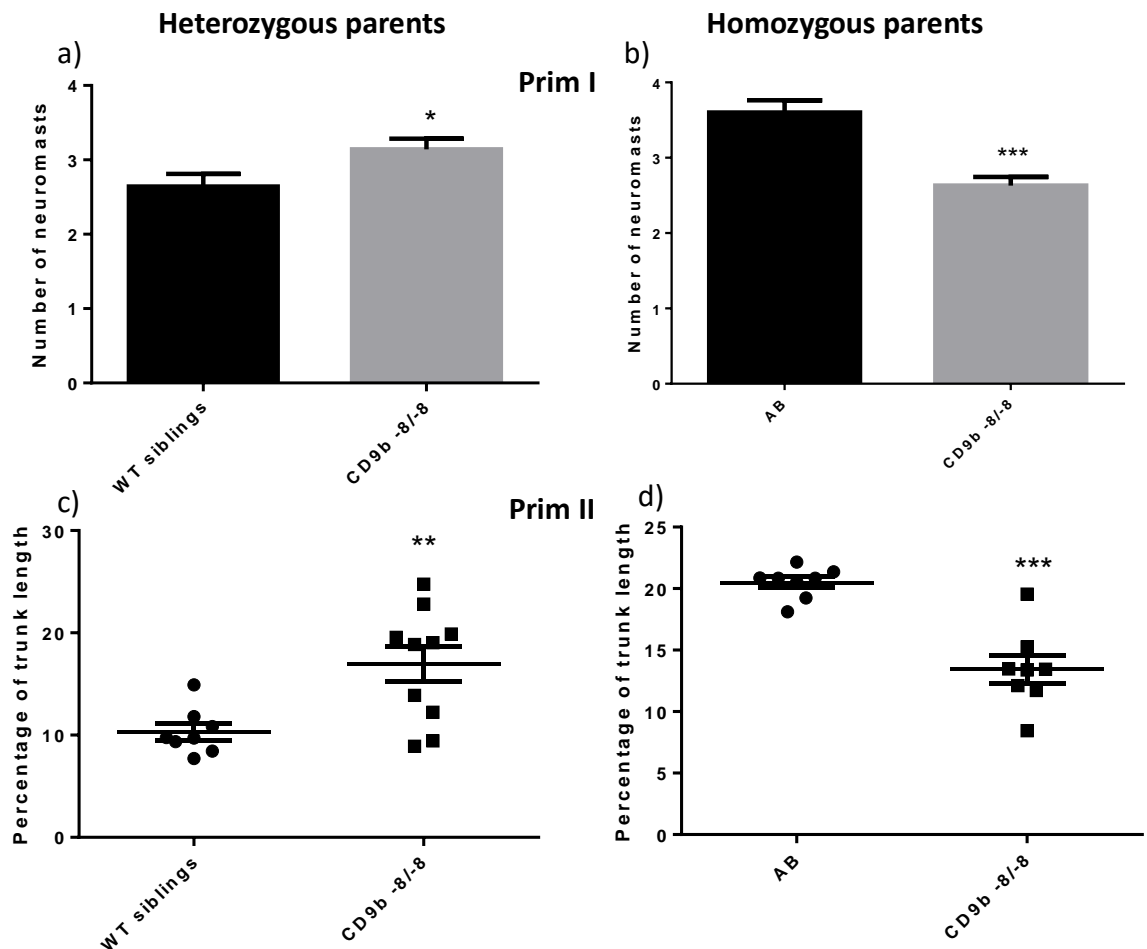 Heterozygous parents
Homozygous parents
a)
Prim I
b)
Number of neuromasts
4
3
2
1
0
*
WT siblings
CD9b -8/-8
Number of neuromasts
4
3
2
1
0
***
AB
CD9b -8/-8
c)
Prim II
d)
Percentage of trunk length
30
20
10
0
**
WT siblings
CD9b -8/-8
Percentage of trunk length
25
20
15
10
5
0
***
AB
CD9b -8/-8